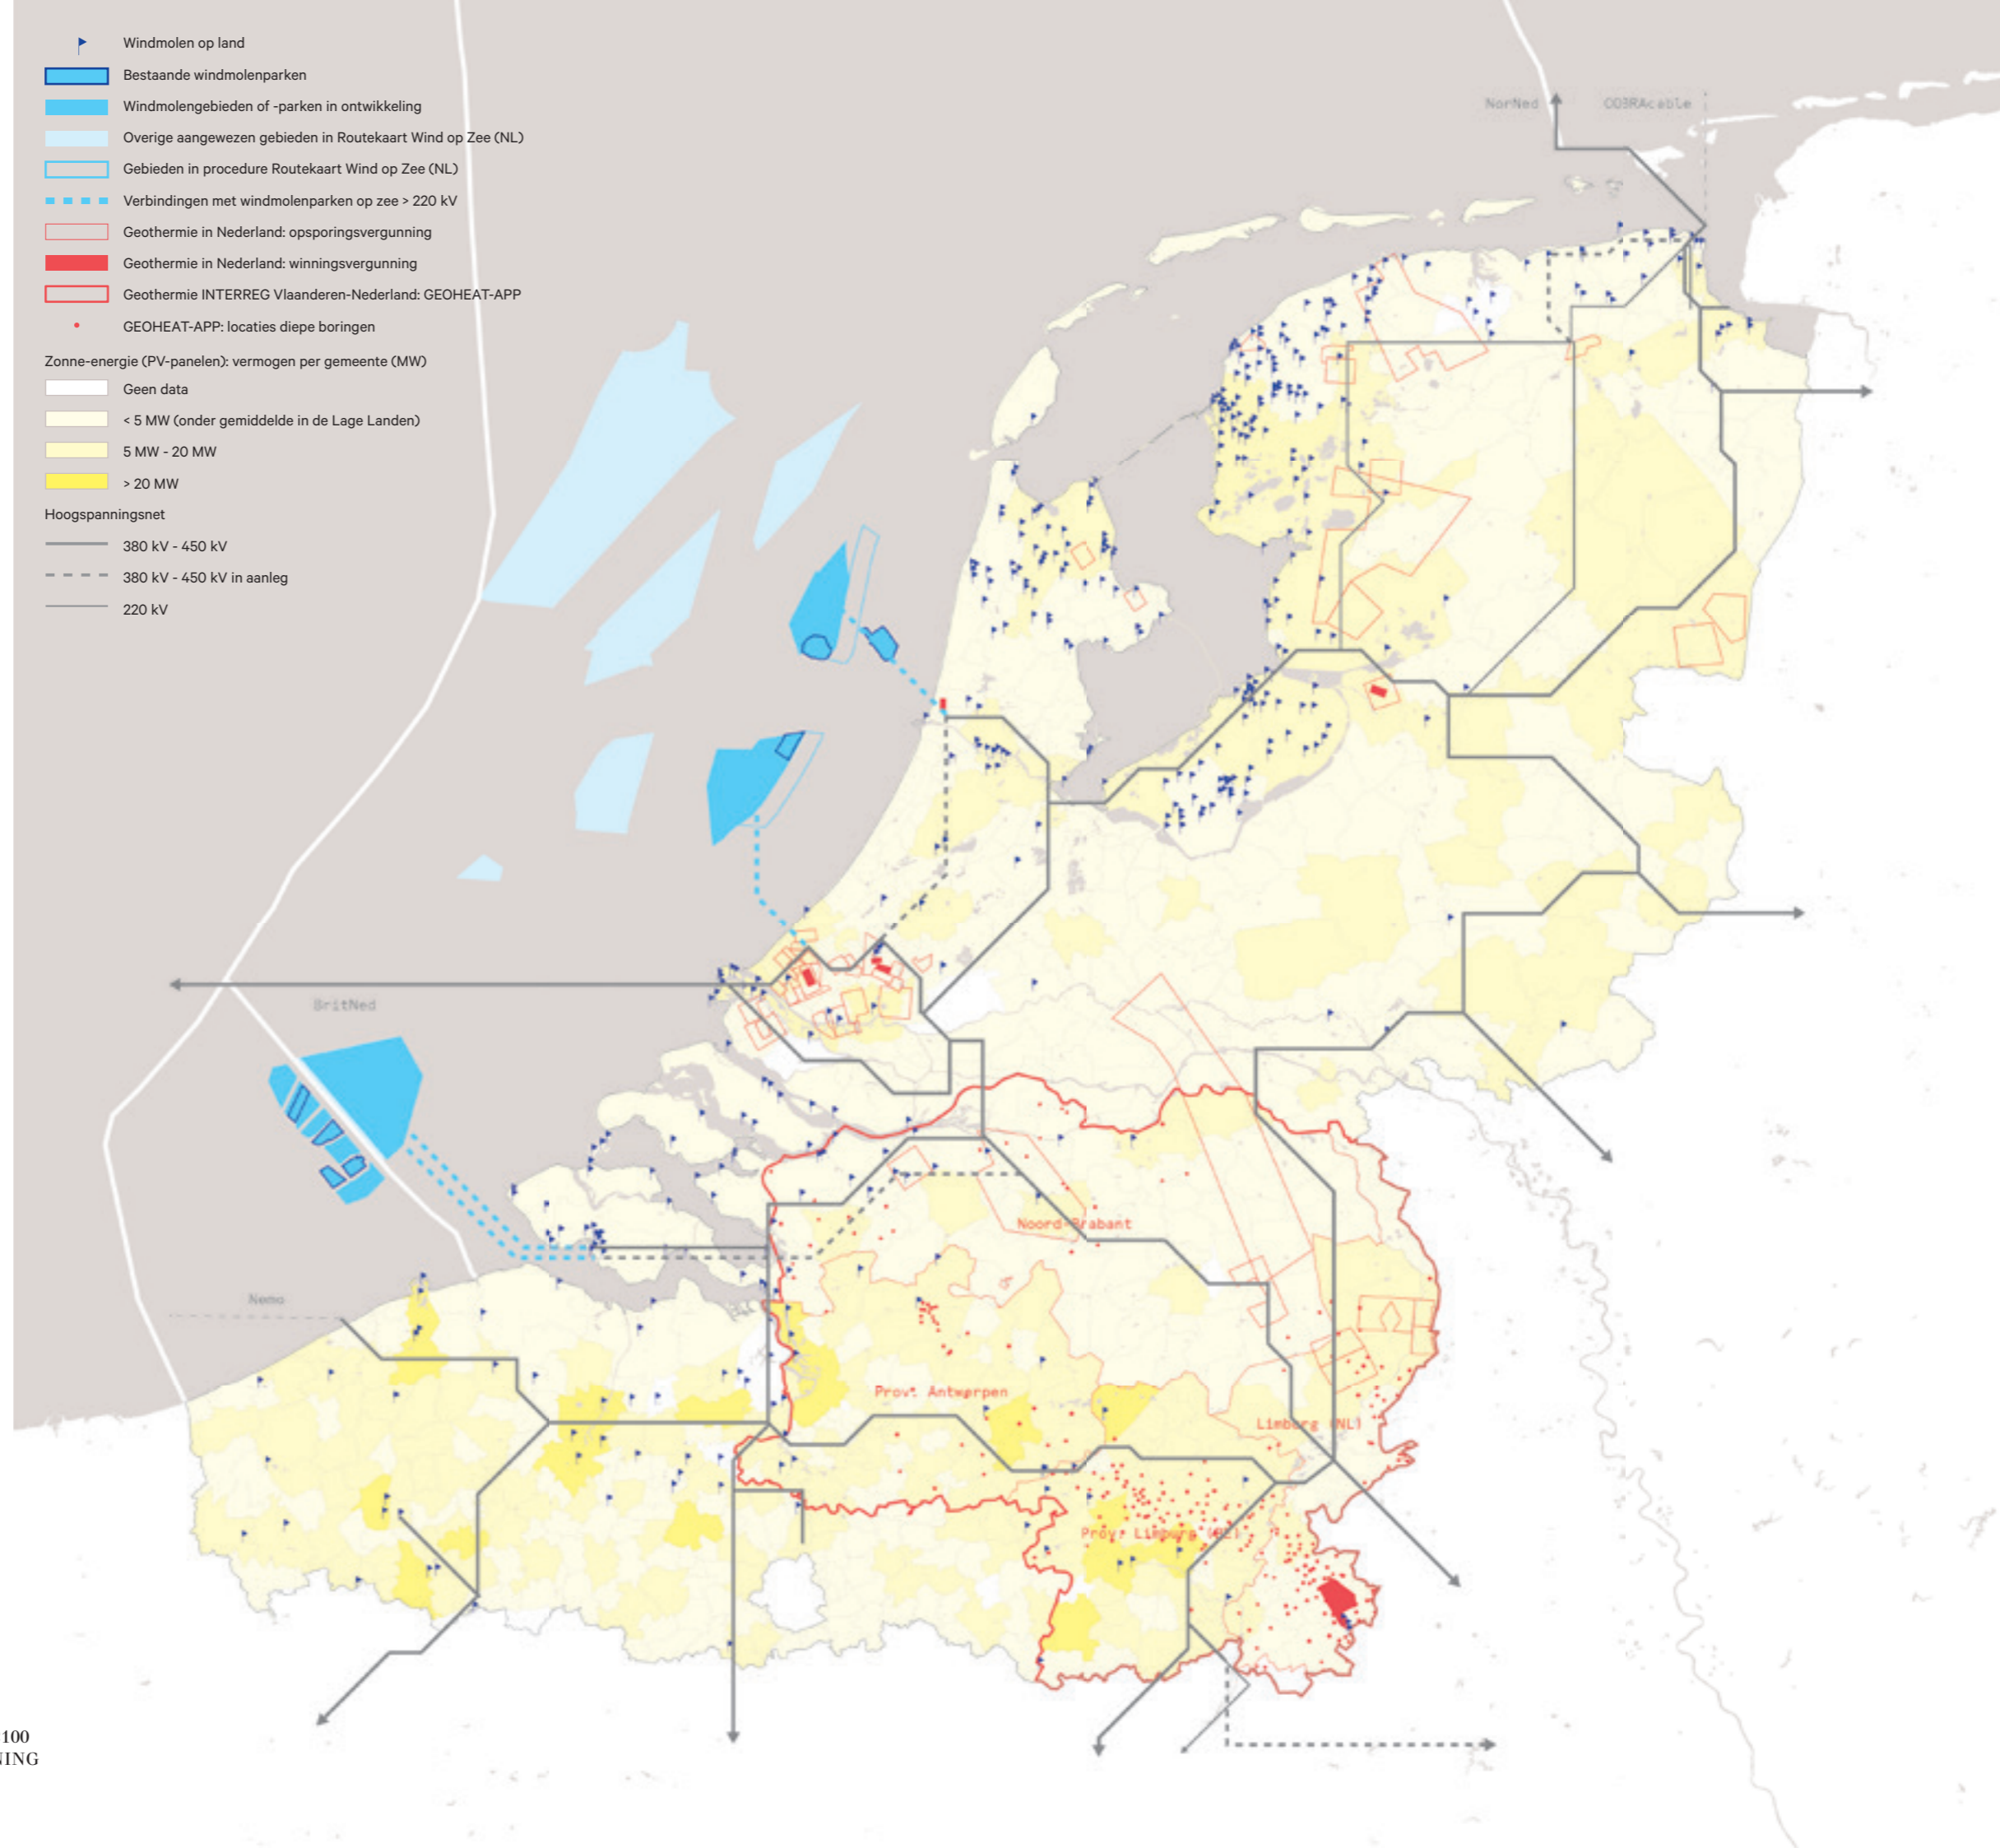 Windmolen op land
Bestaande windmolenparken
Windmolengebieden of -parken in ontwikkeling
Overige aangewezen gebieden in Routekaart Wind op Zee (NL)
Gebieden in procedure Routekaart Wind op Zee (NL)
Verbindingen met windmolenparken op zee > 220 kV
Geothermie in Nederland: opsporingsvergunning
Geothermie in Nederland: winningsvergunning
Geothermie INTERREG Vlaanderen-Nederland: GEOHEAT-APP
GEOHEAT-APP: locaties diepe boringen
Zonne-energie (PV-panelen): vermogen per gemeente (MW)
Geen data
< 5 MW (onder gemiddelde in de Lage Landen)
5 MW - 20 MW
> 20 MW
Hoogspanningsnet
380 kV - 450 kV
380 kV - 450 kV in aanleg
220 kV
NorNed
COBRAcable
BritNed
Nemo
Noord-Brabant
Prov. Antwerpen
Limburg (NL)
Prov. Limburg (BE)
100
NING